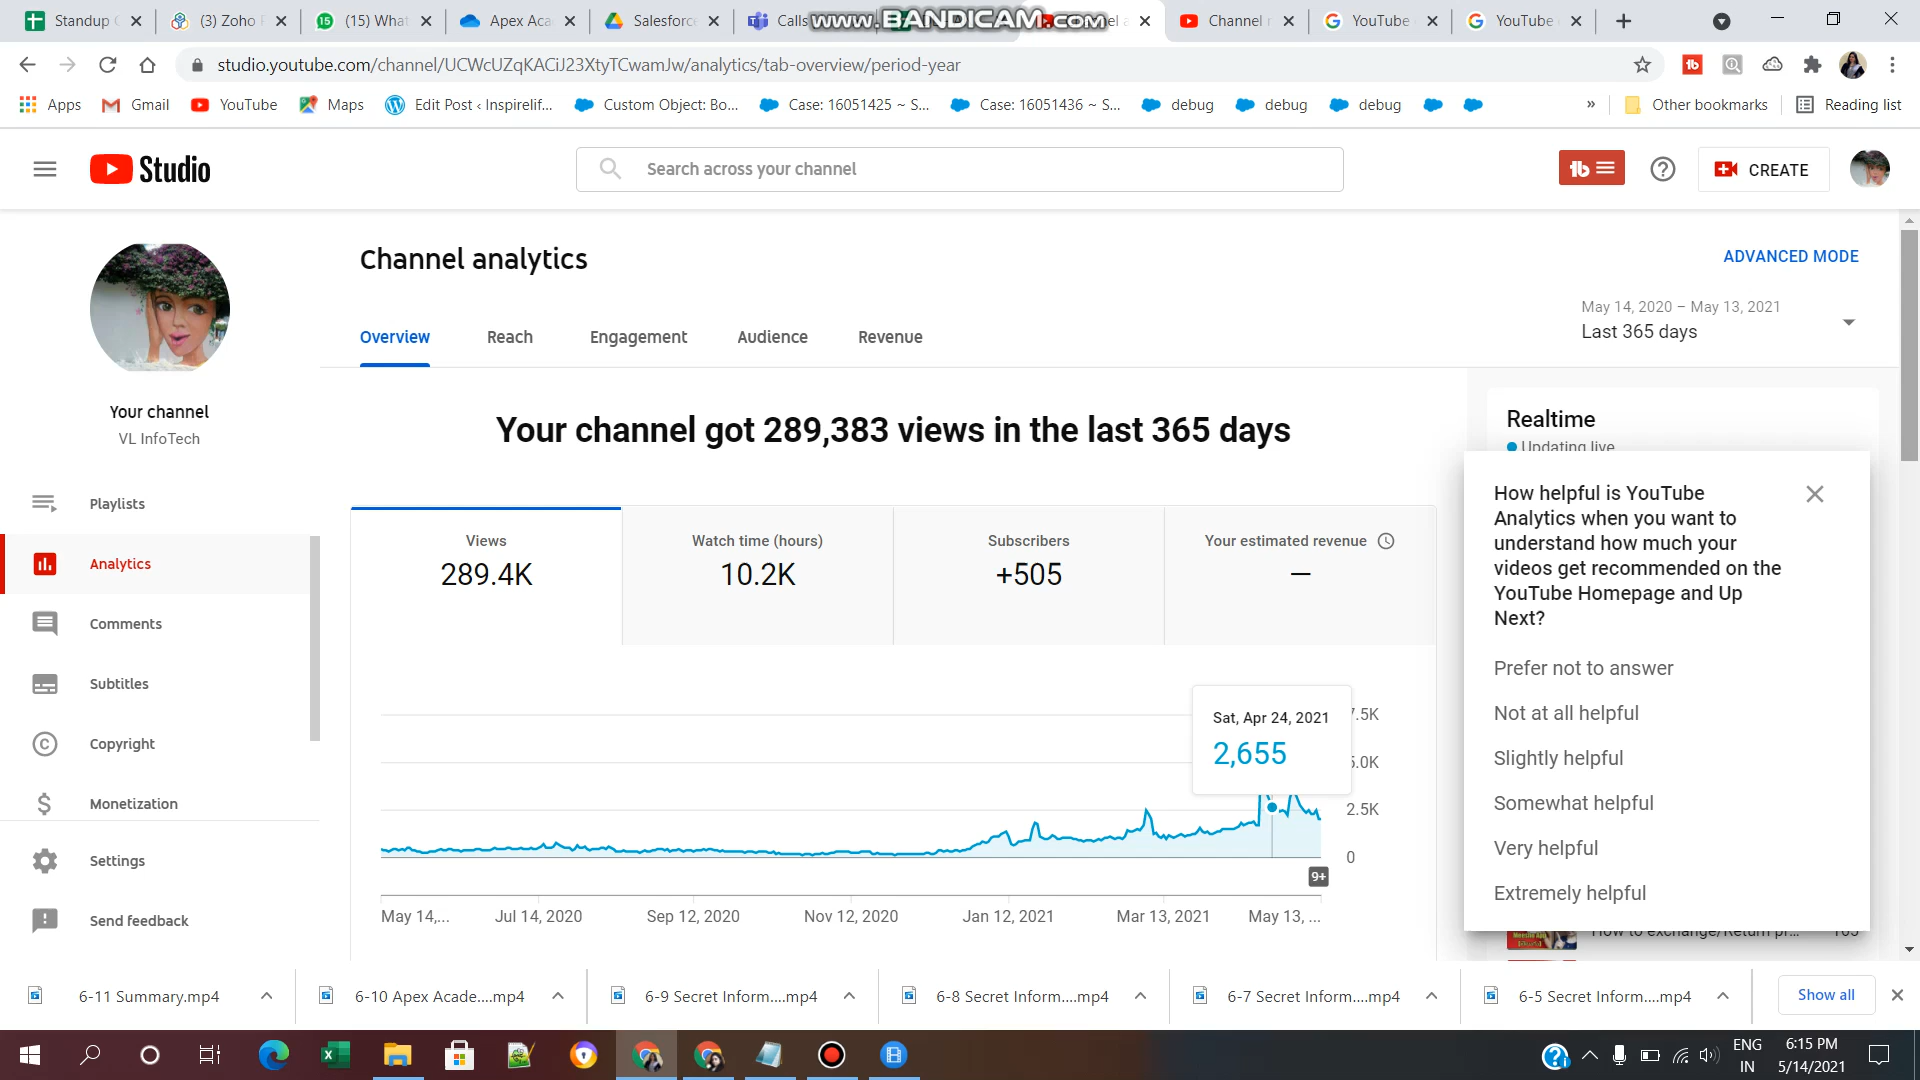 Standup
(3) Zoho
(15) What
Apex Aca
Salesforce
Calls
www.BANDICAM.com
Channel
YouTube
YouTube
studio.youtube.com/channel/UCWcUZqKACiJ23XtyTCwamJw/analytics/tab-overview/period-year
Apps
Gmail
YouTube
Maps
Edit Post ‹ Inspirelif...
Custom Object: Bo...
Case: 16051425 ~ S...
Case: 16051436 ~ S...
debug
debug
debug
»
Other bookmarks
Reading list
Studio
Search across your channel
CREATE
Channel analytics
ADVANCED MODE
May 14, 2020 – May 13, 2021
Last 365 days
Overview
Reach
Engagement
Audience
Revenue
Your channel
VL InfoTech
Playlists
Analytics
Comments
Subtitles
Copyright
Monetization
Settings
Send feedback
Your channel got 289,383 views in the last 365 days
Views
289.4K
Watch time (hours)
10.2K
Subscribers
+505
Your estimated revenue
—
Sat, Apr 24, 2021
2,655
7.5K
5.0K
2.5K
0
9+
May 14,...
Jul 14, 2020
Sep 12, 2020
Nov 12, 2020
Jan 12, 2021
Mar 13, 2021
May 13, ...
Realtime
Updating live
How helpful is YouTube
Analytics when you want to
understand how much your
videos get recommended on the
YouTube Homepage and Up
Next?
Prefer not to answer
Not at all helpful
Slightly helpful
Somewhat helpful
Very helpful
Extremely helpful
How to exchange/Return pr...
6-11 Summary.mp4
6-10 Apex Acade....mp4
6-9 Secret Inform....mp4
6-8 Secret Inform....mp4
6-7 Secret Inform....mp4
6-5 Secret Inform....mp4
Show all
ENG
IN
6:15 PM
5/14/2021